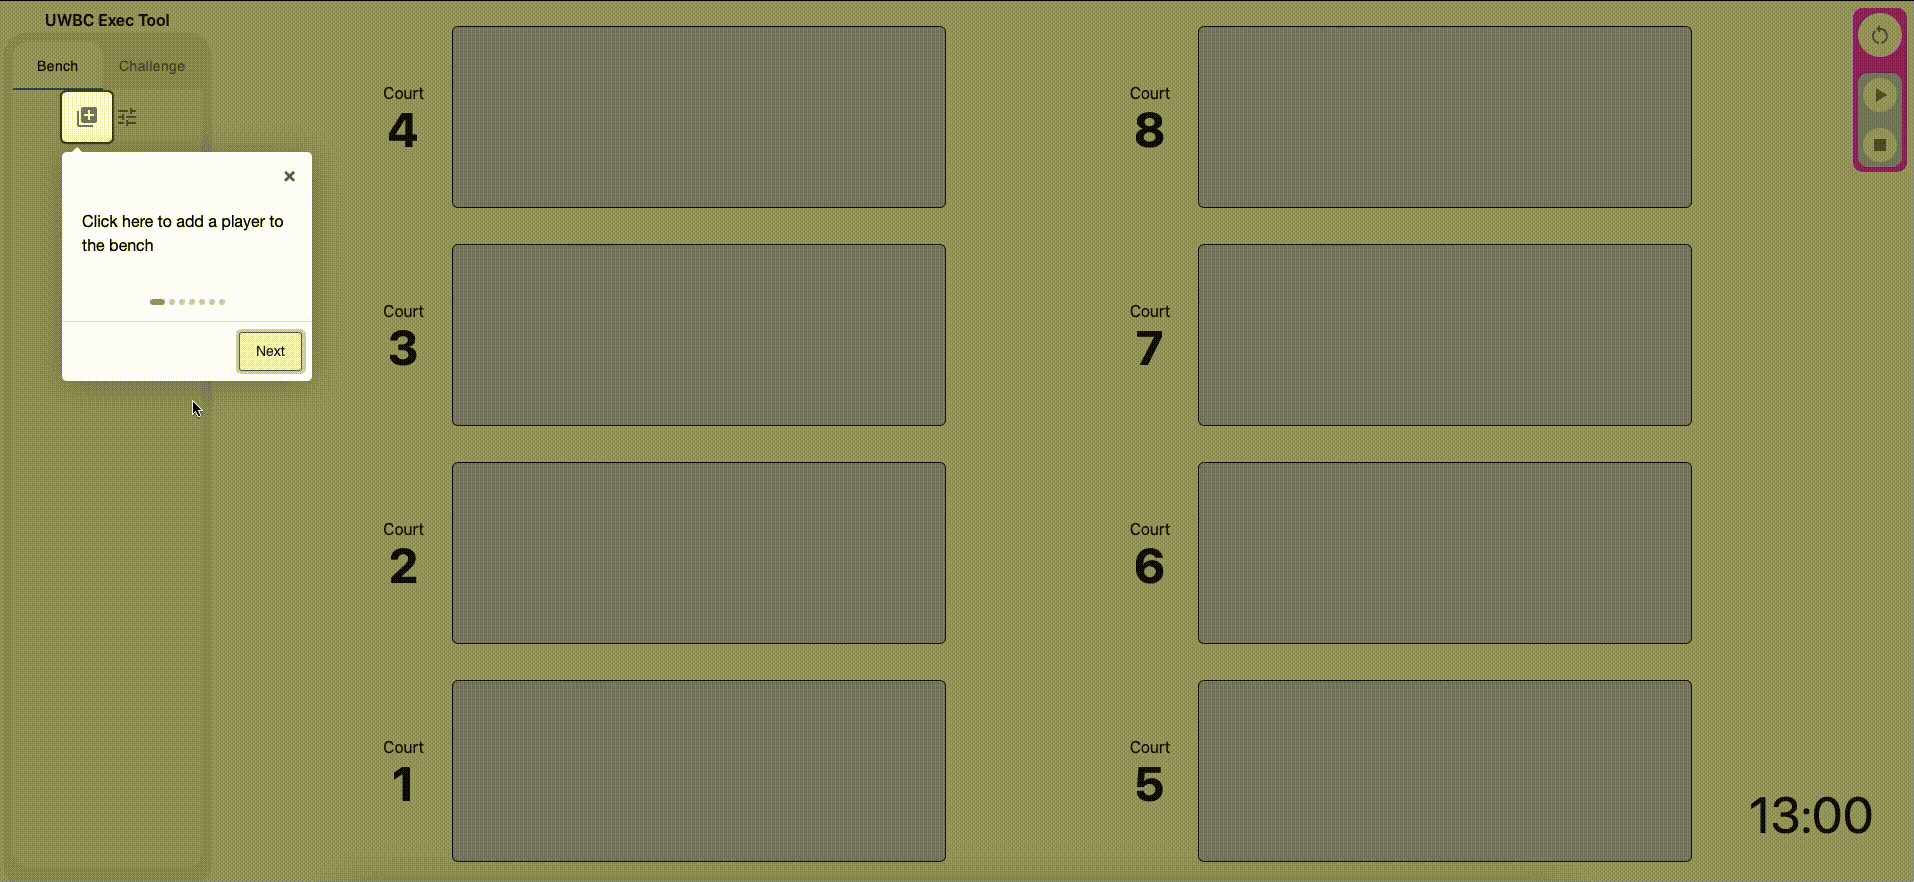 UWBC Exec Tool
Bench
Challenge
Click here to add a player to
the bench
Next
Court
4
Court
8
Court
3
Court
7
Court
2
Court
6
Court
1
Court
5
13:00